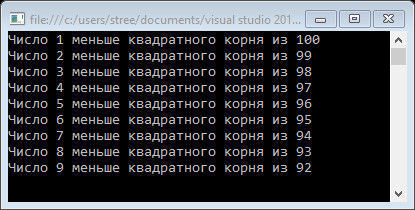 file:///c:/users/stree/documents/visual studio 201...
Число 1 меньше квадратного корня из 100
Число 2 меньше квадратного корня из 99
Число 3 меньше квадратного корня из 98
Число 4 меньше квадратного корня из 97
Число 5 меньше квадратного корня из 96
Число 6 меньше квадратного корня из 95
Число 7 меньше квадратного корня из 94
Число 8 меньше квадратного корня из 93
Число 9 меньше квадратного корня из 92